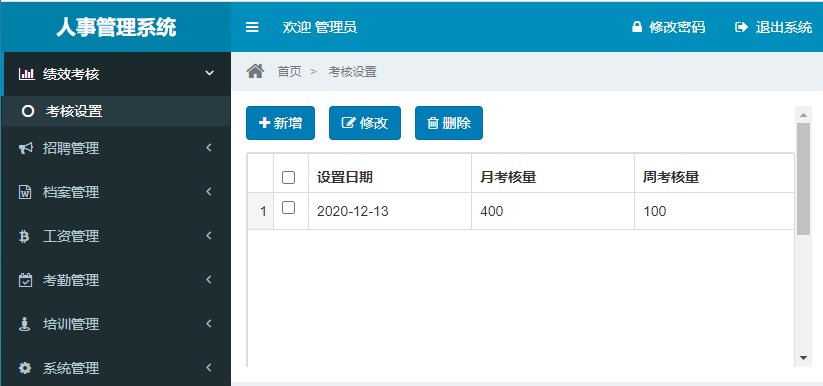 人事管理系统
欢迎 管理员
修改密码
退出系统
绩效考核
考核设置
招聘管理
档案管理
工资管理
考勤管理
培训管理
系统管理
首页 > 考核设置
新增 修改 删除
设置日期 月考核量 周考核量
1 2020-12-13 400 100